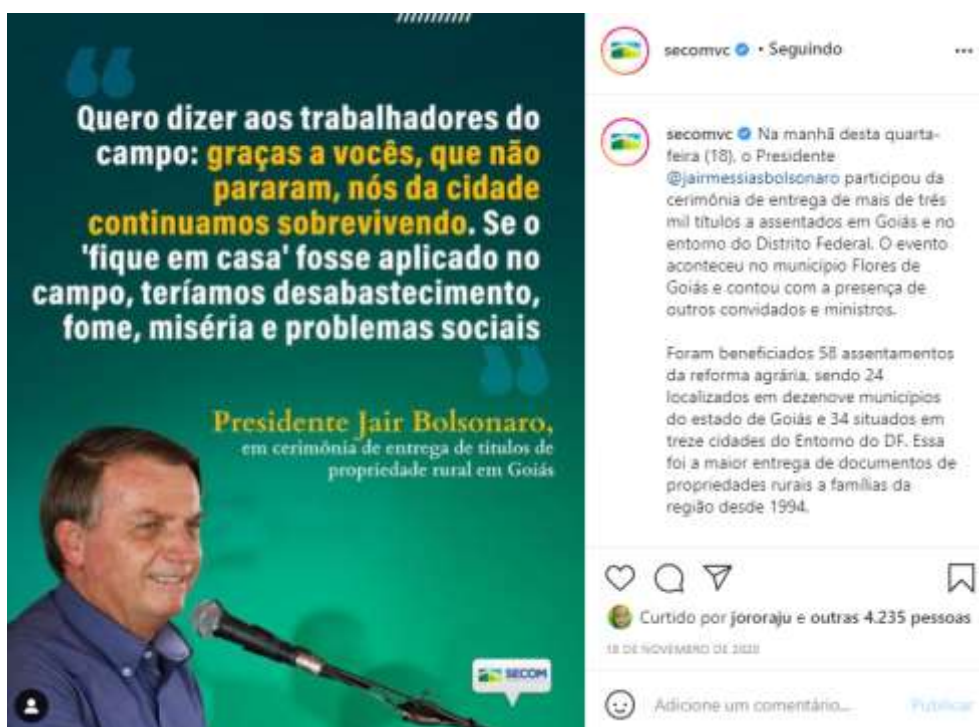 Quero dizer aos trabalhadores do
campo: graças a vocês, que não
pararam, nós da cidade
continuamos sobrevivendo. Se o
'fique em casa' fosse aplicado no
campo, teríamos desabastecimento,
fome, miséria e problemas sociais
Presidente Jair Bolsonaro,
em cerimônia de entrega de títulos de
propriedade rural em Goiás
SECOM
secomvc • Seguindo
secomvc Na manhã desta quarta-
feira (18), o Presidente
@jairmessiasbolsonaro participou da
cerimônia de entrega de mais de três
mil títulos a assentados em Goiás e no
entorno do Distrito Federal. O evento
aconteceu no município Flores de
Goiás e contou com a presença de
outros convidados e ministros.
Foram beneficiados 58 assentamentos
da reforma agrária, sendo 24
localizados em dezenove municípios
do estado de Goiás e 34 situados em
treze cidades do Entorno do DF. Essa
foi a maior entrega de documentos de
propriedades rurais a famílias da
região desde 1994.
Curtido por jororaju e outras 4.235 pessoas
18 DE NOVEMBRO DE 2020
Adicione um comentário...
Publicar